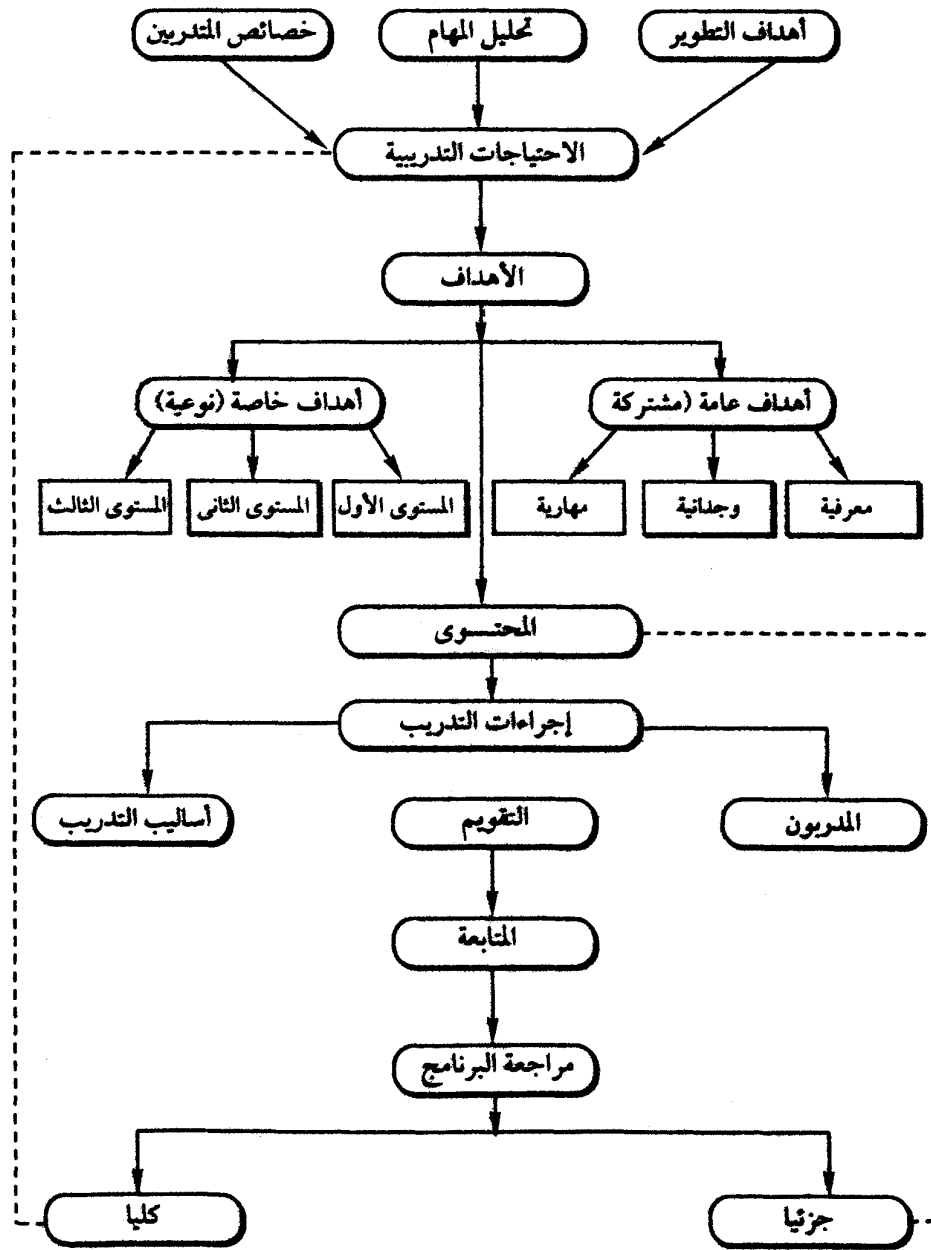 أهداف التطوير
تحليل المهام
خصائص المتدربين
الاحتياجات التدريبية
الأهداف
أهداف عامة (مشتركة
أهداف خاصة (نوعية)
معرفية
وجدانية
مهارية
المستوى الأول
المستوى الثانى
المستوى الثالث
المحتـــوى
إجراءات التدريب
المدربون
التقويم
أساليب التدريب
المتابعة
مراجعة البرنامج
جزئيا
كليا